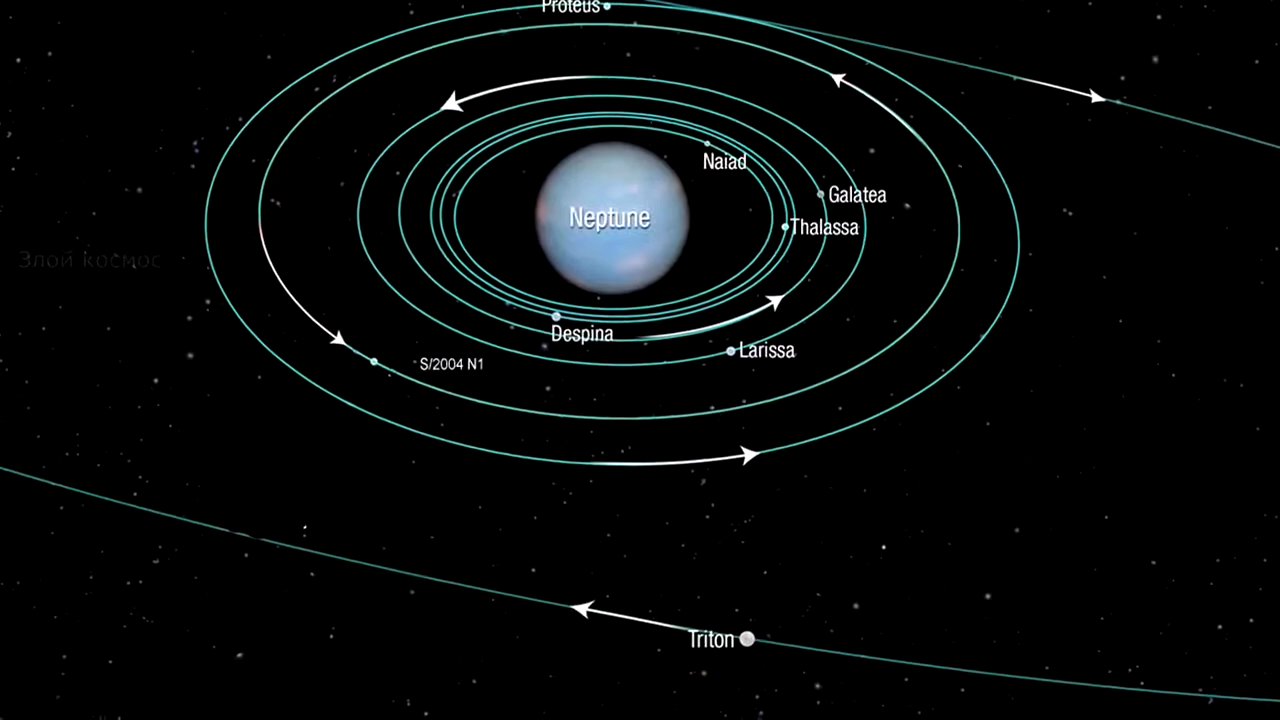 Proteus
Naiad
Galatea
Neptune
Thalassa
Злой космос
Despina
Larissa
S/2004 N1
Triton